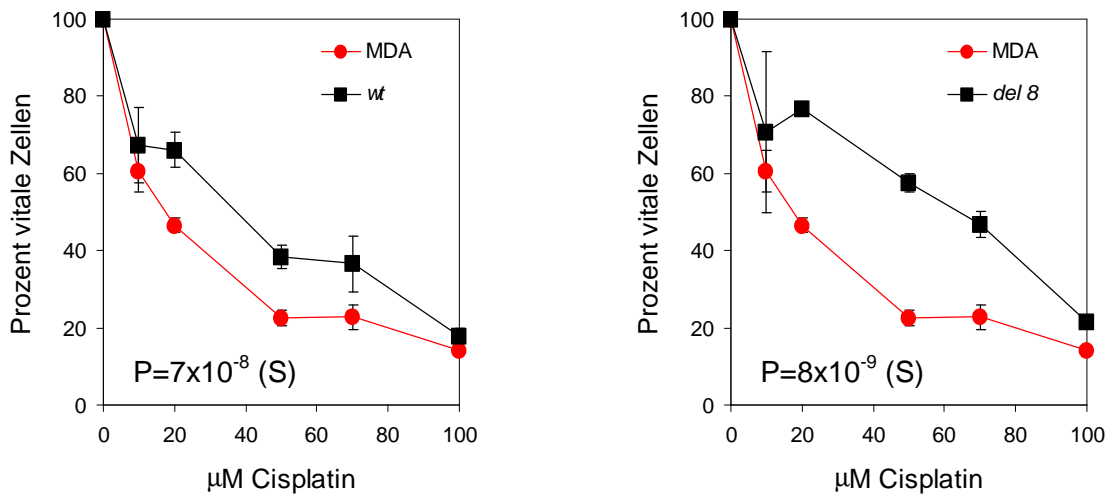 100
80
60
40
20
0
Prozent vitale Zellen
MDA
wt
P=7x10⁻⁸ (S)
0 20 40 60 80 100
µM Cisplatin
100
80
60
40
20
0
Prozent vitale Zellen
MDA
del 8
P=8x10⁻⁹ (S)
0 20 40 60 80 100
µM Cisplatin